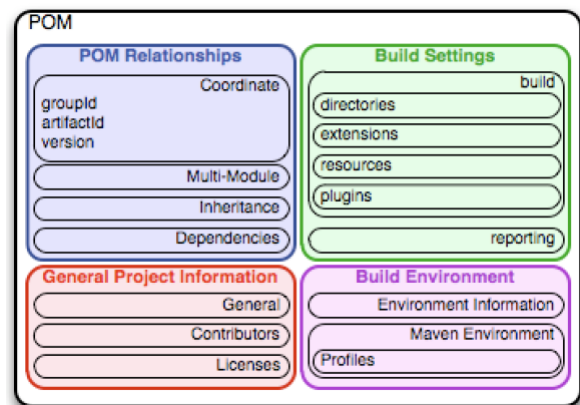 POM
POM Relationships
Coordinate
groupId
artifactId
version
Multi-Module
Inheritance
Dependencies
Build Settings
build
directories
extensions
resources
plugins
reporting
General Project Information
General
Contributors
Licenses
Build Environment
Environment Information
Maven Environment
Profiles